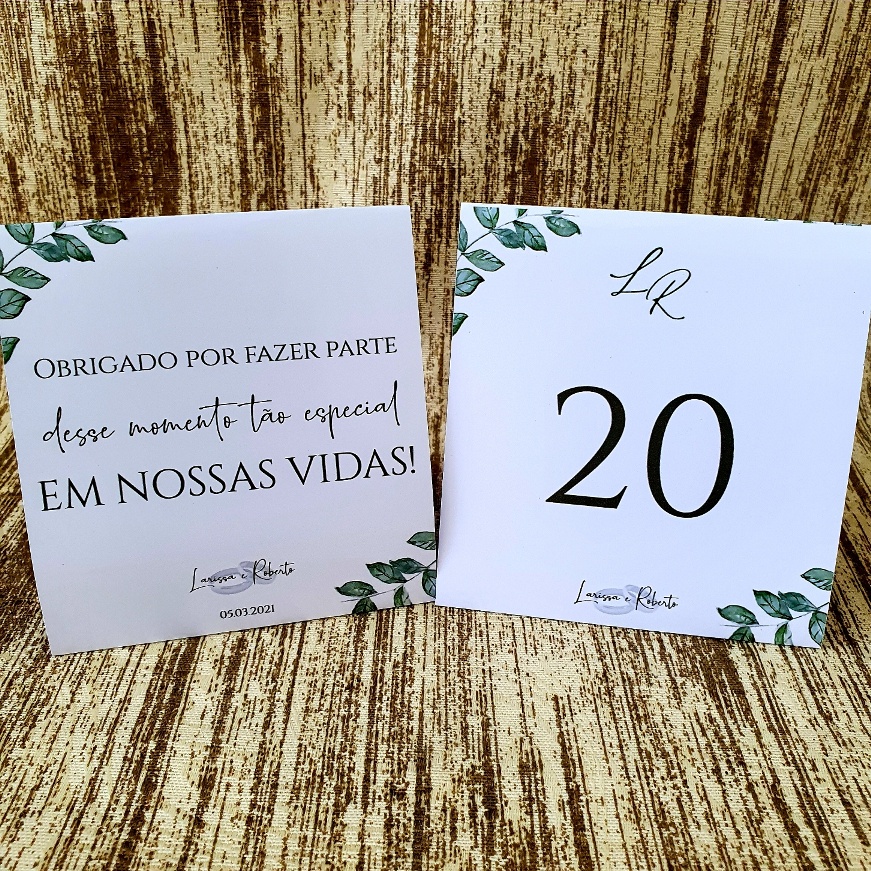 OBRIGADO POR FAZER PARTE
desse momento tão especial
EM NOSSAS VIDAS!
Larissa e Roberto
05.03.2021
LR
20
Larissa e Roberto